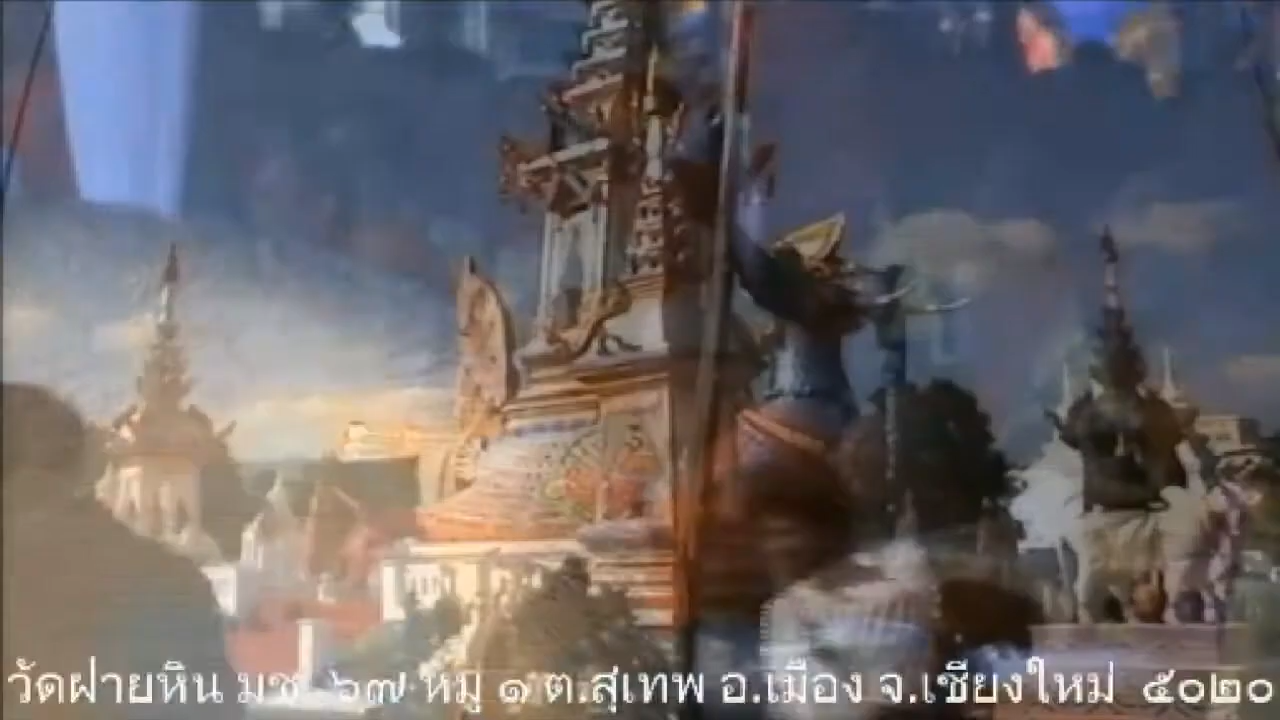 วัดฝายหิน มช. ๖๗ หมู่ ๑ ต.สุเทพ อ.เมือง จ.เชียงใหม่ ๕๐๒๐